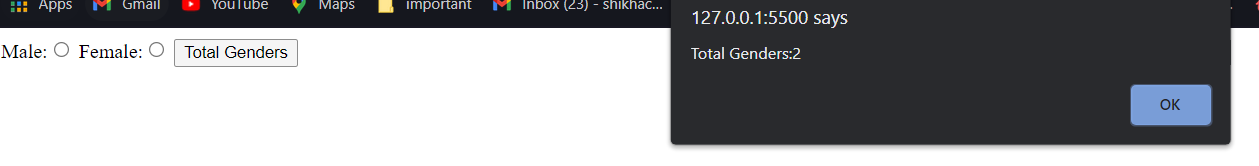 Apps Gmail YouTube Maps important Inbox (23) - shikhac...
127.0.0.1:5500 says
Total Genders:2
OK
Male: Female: Total Genders